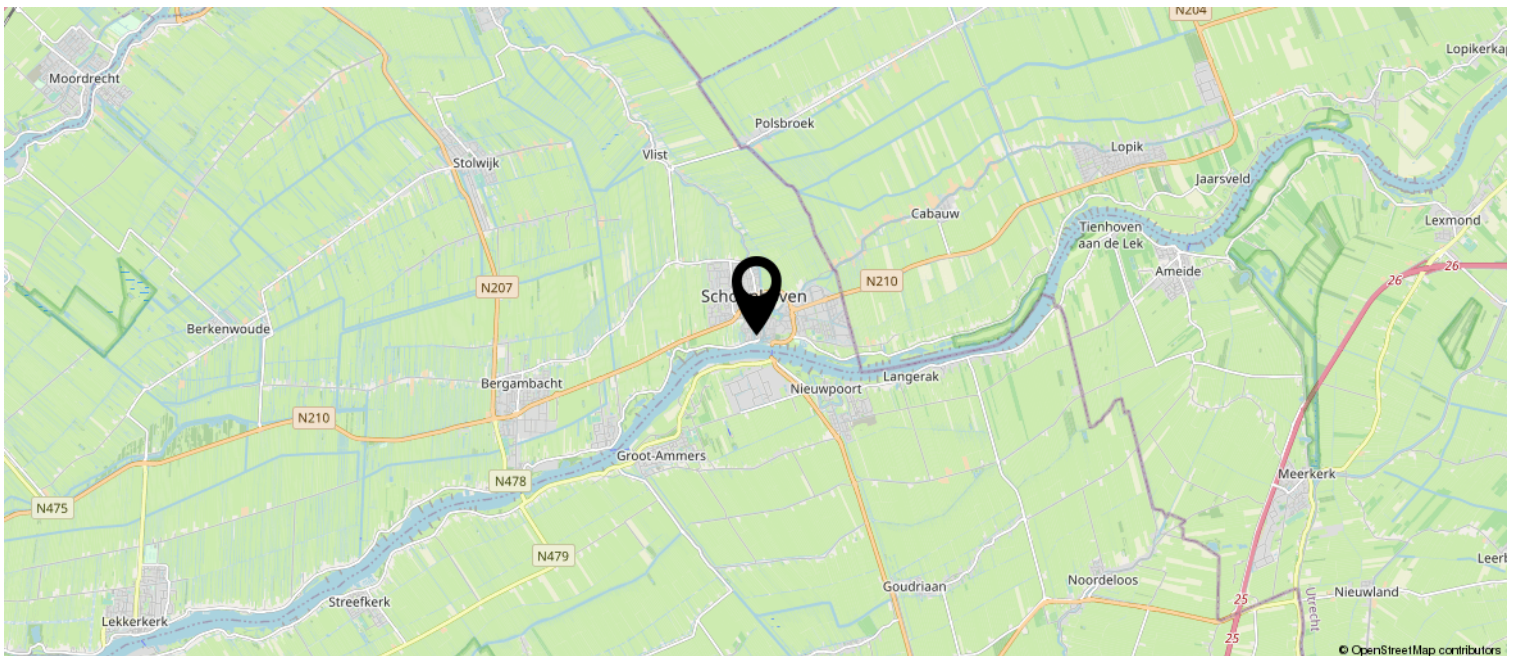 N204
Lopikerka
Moordrecht
Polsbroek
Lopik
Vlist
Stolwijk
Jaarsveld
Cabauw
Lexmond
Tienhoven
aan de Lek
Ameide
26
26
N210
N207
Berkenwoude
Langerak
Bergambacht
Nieuwpoort
N210
Groot-Ammers
Meerkerk
N478
N475
N479
Leerb
Noordeloos
Goudriaan
Nieuwland
25
Streefkerk
Utrecht
Lekkerkerk
25
© OpenStreetMap contributors